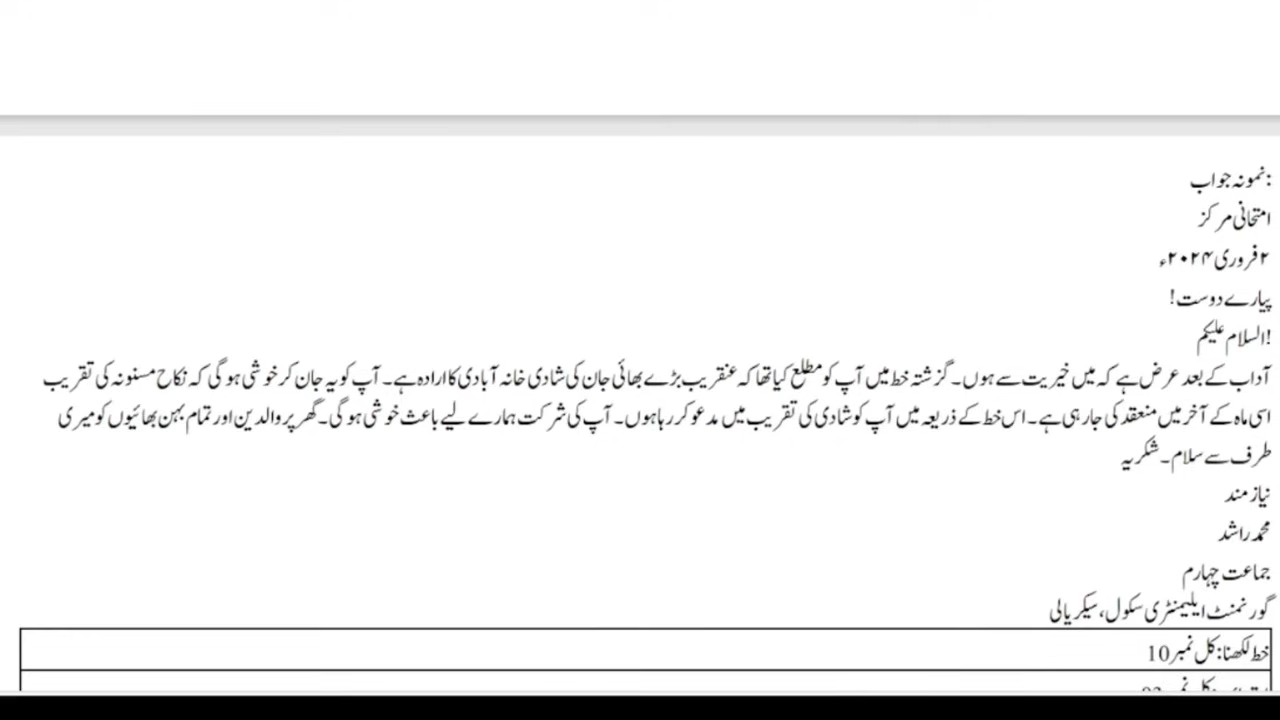 نمونہ جواب:
امتحانی مرکز
۲ فروری ۲۰۲۴ء
پیارے دوست!
السلام علیکم!
آداب کے بعد عرض ہے کہ میں خیریت سے ہوں۔ گزشتہ خط میں آپ کو مطلع کیا تھا کہ عنقریب بڑے بھائی جان کی شادی خانہ آبادی کا ارادہ ہے۔ آپ کو یہ جان کر خوشی ہو گی کہ نکاح مسنونہ کی تقریب
اسی ماہ کے آخر میں منعقد کی جا رہی ہے۔ اس خط کے ذریعہ میں آپ کو شادی کی تقریب میں مدعو کر رہا ہوں۔ آپ کی شرکت ہمارے لیے باعث خوشی ہو گی۔ گھر پر والدین اور تمام بہن بھائیوں کو میری
طرف سے سلام۔ شکریہ
نیاز مند
محمد راشد
جماعت چہارم
گورنمنٹ ایلیمنٹری سکول، سیکریالی
خط لکھنا: کل نمبر 10